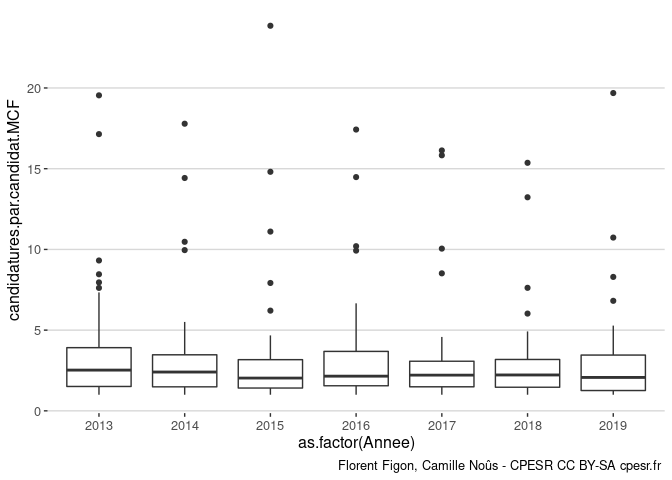 candidatures.par.candidat.MCF
20
15
10
5
0
2013 2014 2015 2016 2017 2018 2019
as.factor(Annee)
Florent Figon, Camille Noûs - CPESR CC BY-SA cpesr.fr